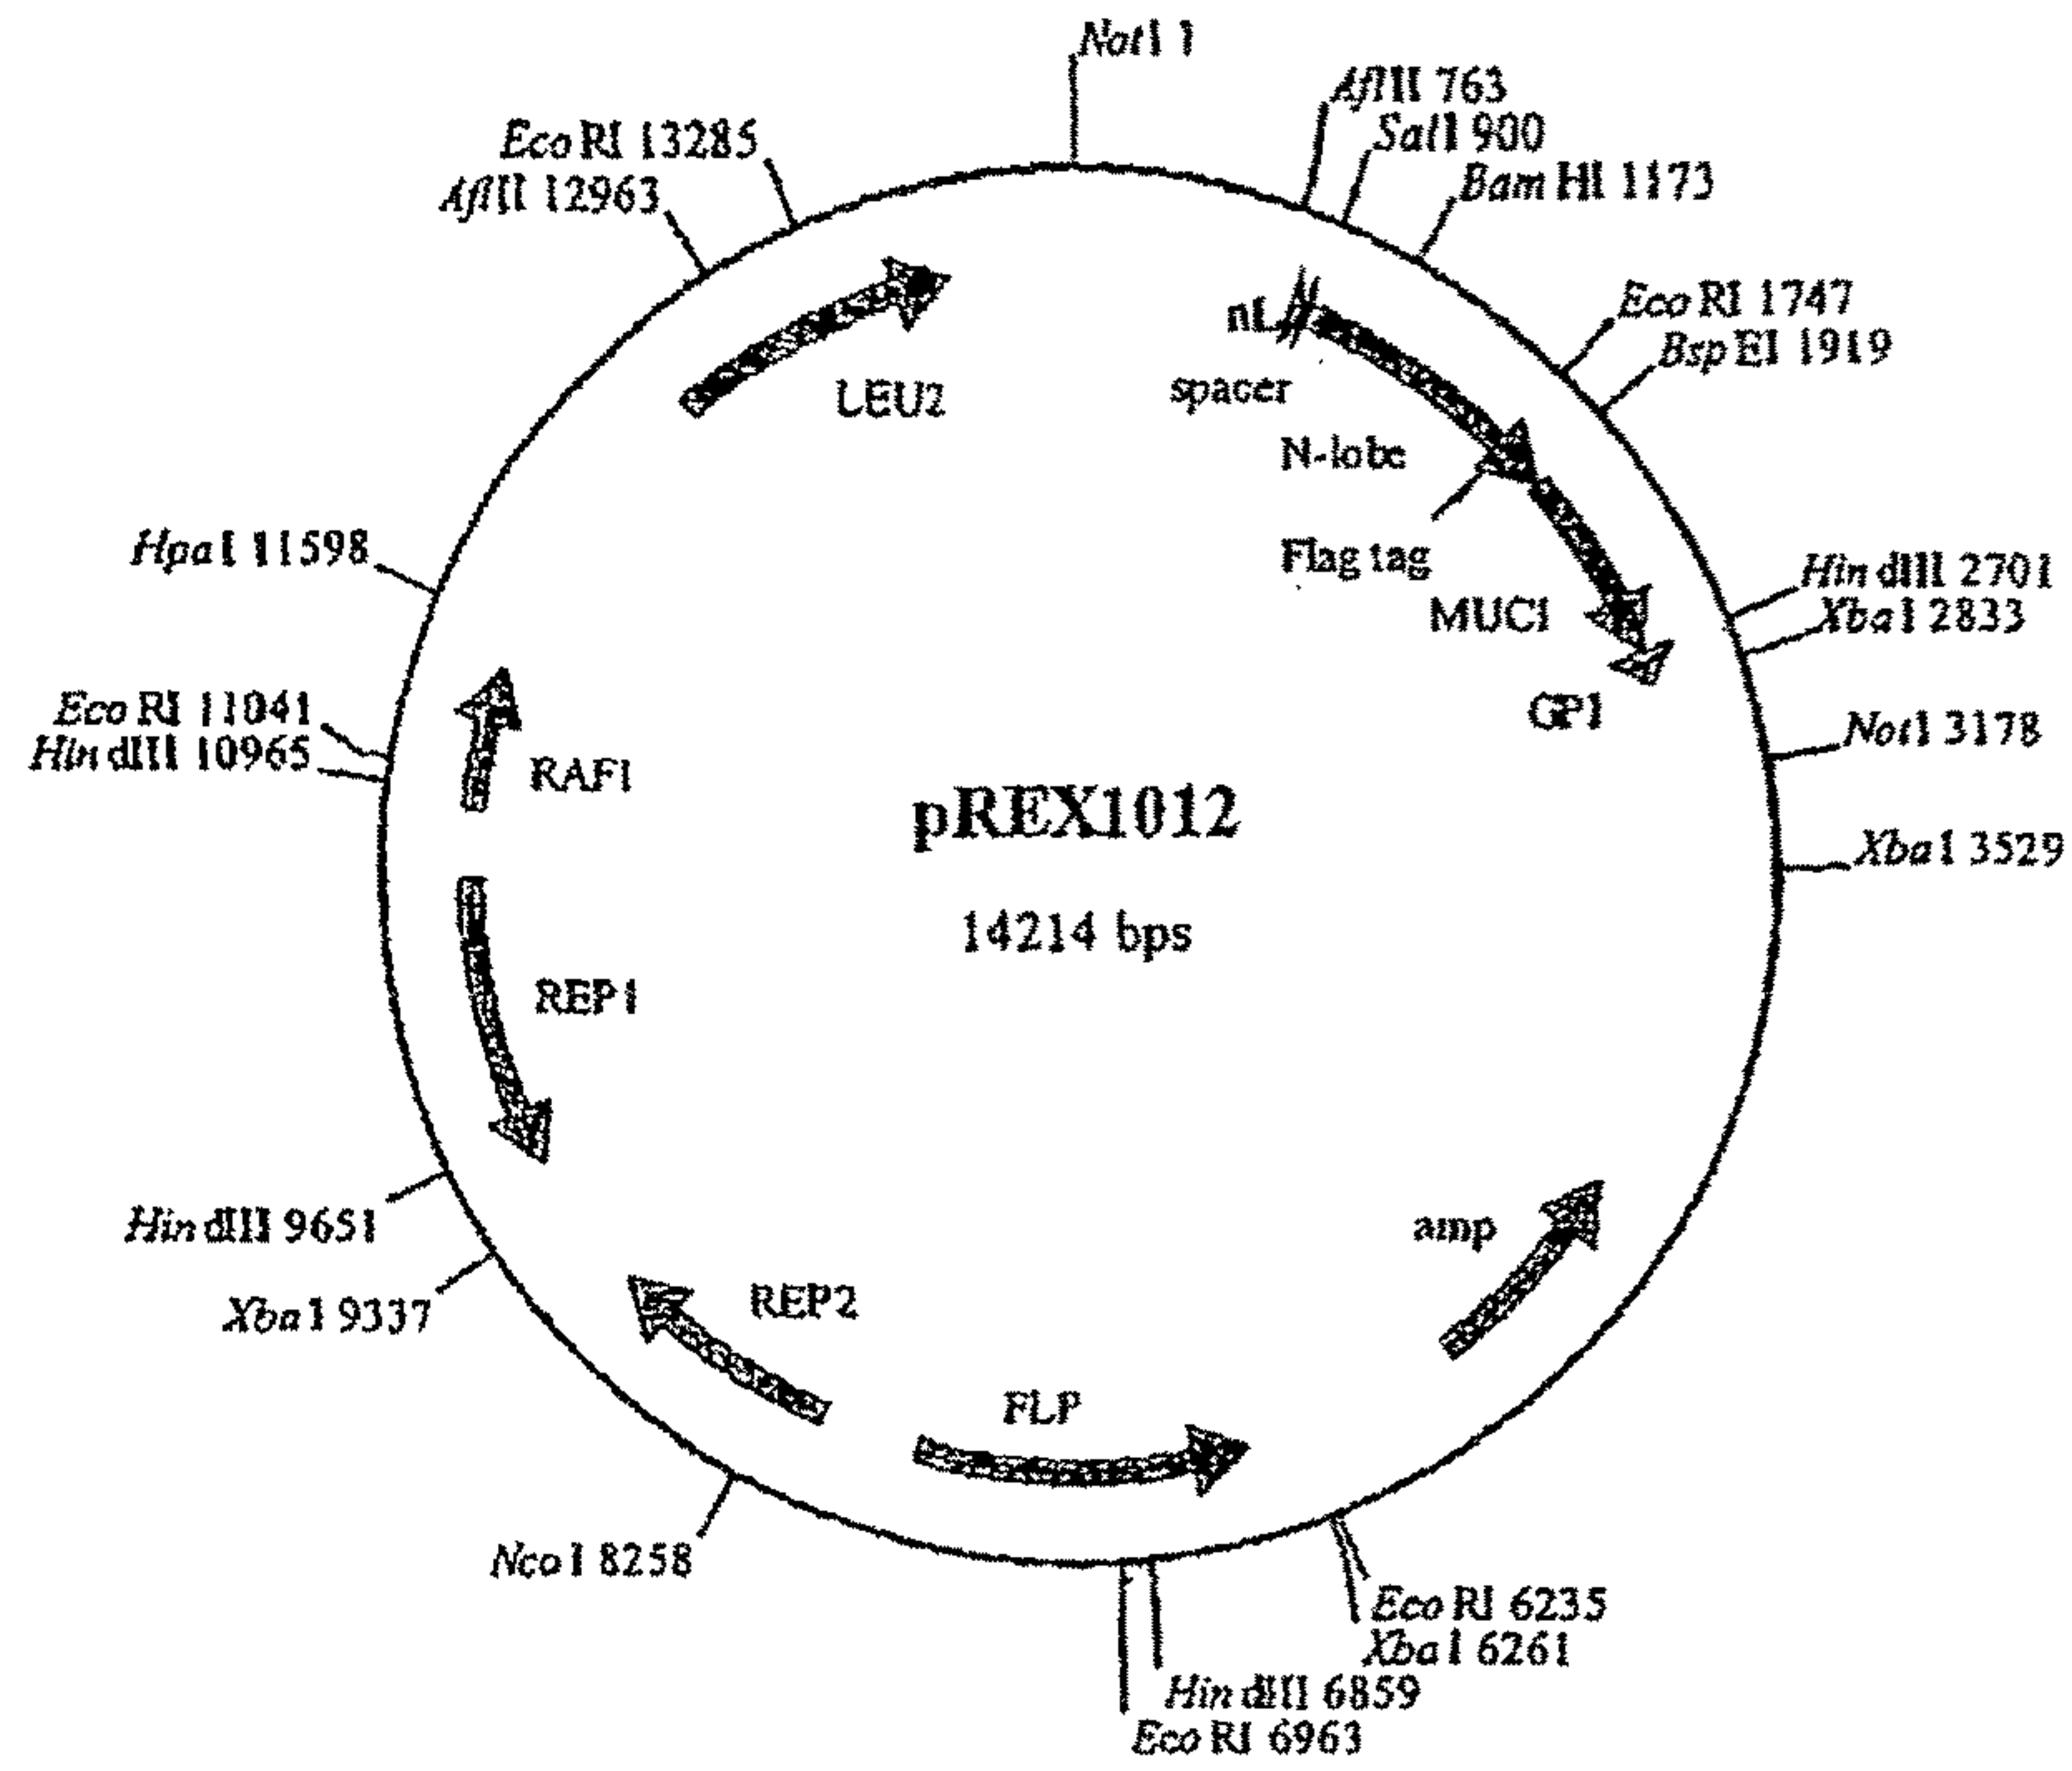 NotI 1
AflII 763
SalI 900
BamHI 1173
EcoRI 1747
BspEI 1919
HindIII 2701
XbaI 2833
NotI 3178
XbaI 3529
EcoRI 6235
XbaI 6261
HindIII 6859
EcoRI 6963
NcoI 8258
XbaI 9337
HindIII 9651
HindIII 10965
EcoRI 11041
HpaI 11598
AflII 12963
EcoRI 13285
LEU2
nL
spacer
N-lobe
Flag tag
MUC1
GP1
RAF1
pREX1012
14214 bps
REP1
amp
REP2
FLP